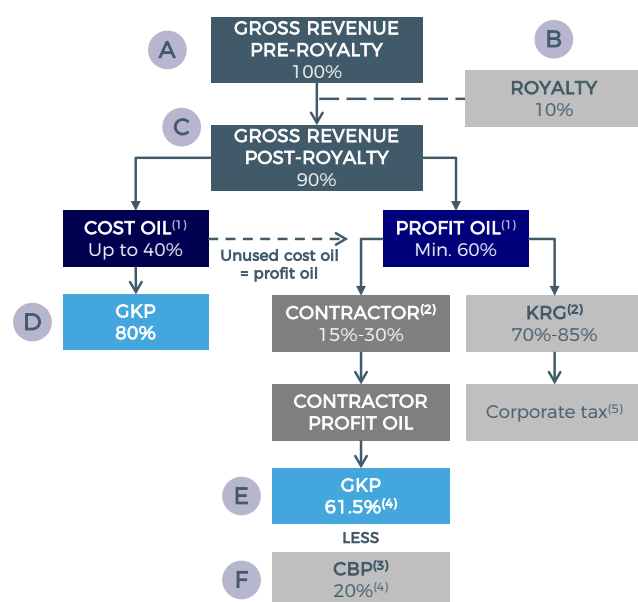 A
GROSS REVENUE
PRE-ROYALTY
100%
B
ROYALTY
10%
C
GROSS REVENUE
POST-ROYALTY
90%
COST OIL(1)
Up to 40%
Unused cost oil
= profit oil
PROFIT OIL(1)
Min. 60%
D
GKP
80%
CONTRACTOR(2)
15%-30%
KRG(2)
70%-85%
CONTRACTOR
PROFIT OIL
Corporate tax(5)
E
GKP
61.5%(4)
LESS
F
CBP(3)
20%(4)